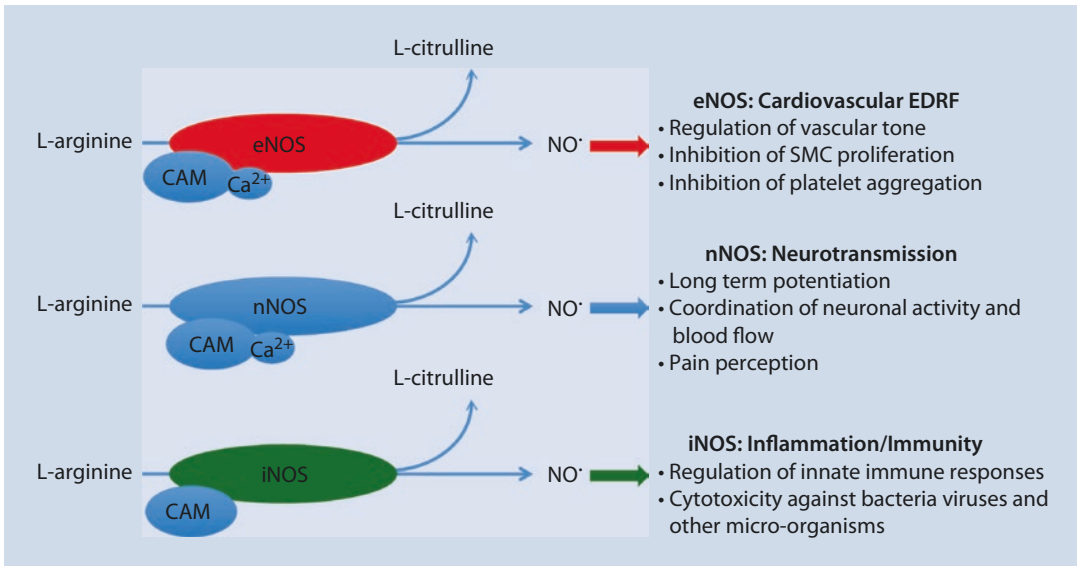 L-citrulline
L-arginine
eNOS
CAM
Ca2+
NO·
eNOS: Cardiovascular EDRF
• Regulation of vascular tone
• Inhibition of SMC proliferation
• Inhibition of platelet aggregation
L-citrulline
L-arginine
nNOS
CAM
Ca2+
NO·
nNOS: Neurotransmission
• Long term potentiation
• Coordination of neuronal activity and
blood flow
• Pain perception
L-citrulline
L-arginine
iNOS
CAM
NO·
iNOS: Inflammation/Immunity
• Regulation of innate immune responses
• Cytotoxicity against bacteria viruses and
other micro-organisms